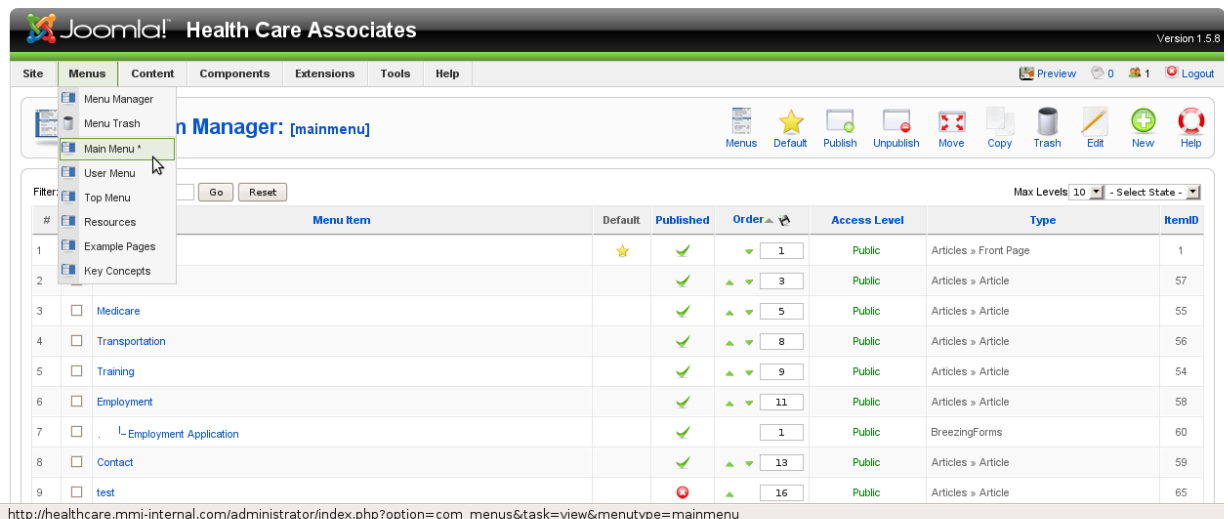 Joomla!™ Health Care Associates
Version 1.5.8
Site Menus Content Components Extensions Tools Help Preview 0 1 Logout
Menu Manager
Menu Trash
Main Menu *
User Menu
Top Menu
Resources
Example Pages
Key Concepts
Manager: [mainmenu]
Menus Default Publish Unpublish Move Copy Trash Edit New Help
Filter: Go Reset Max Levels 10 - Select State -
# Menu Item Default Published Order Access Level Type ItemID
1 1 Public Articles » Front Page 1
2 3 Public Articles » Article 57
3 Medicare 5 Public Articles » Article 55
4 Transportation 8 Public Articles » Article 56
5 Training 9 Public Articles » Article 54
6 Employment 11 Public Articles » Article 58
7 . |_ Employment Application 1 Public BreezingForms 60
8 Contact 13 Public Articles » Article 59
9 test 16 Public Articles » Article 65
http://healthcare.mmi-internal.com/administrator/index.php?option=com_menus&task=view&menutype=mainmenu